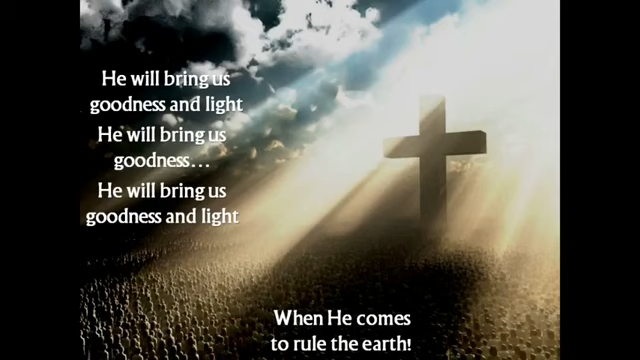 He will bring us
goodness and light
He will bring us
goodness...
He will bring us
goodness and light
When He comes
to rule the earth!